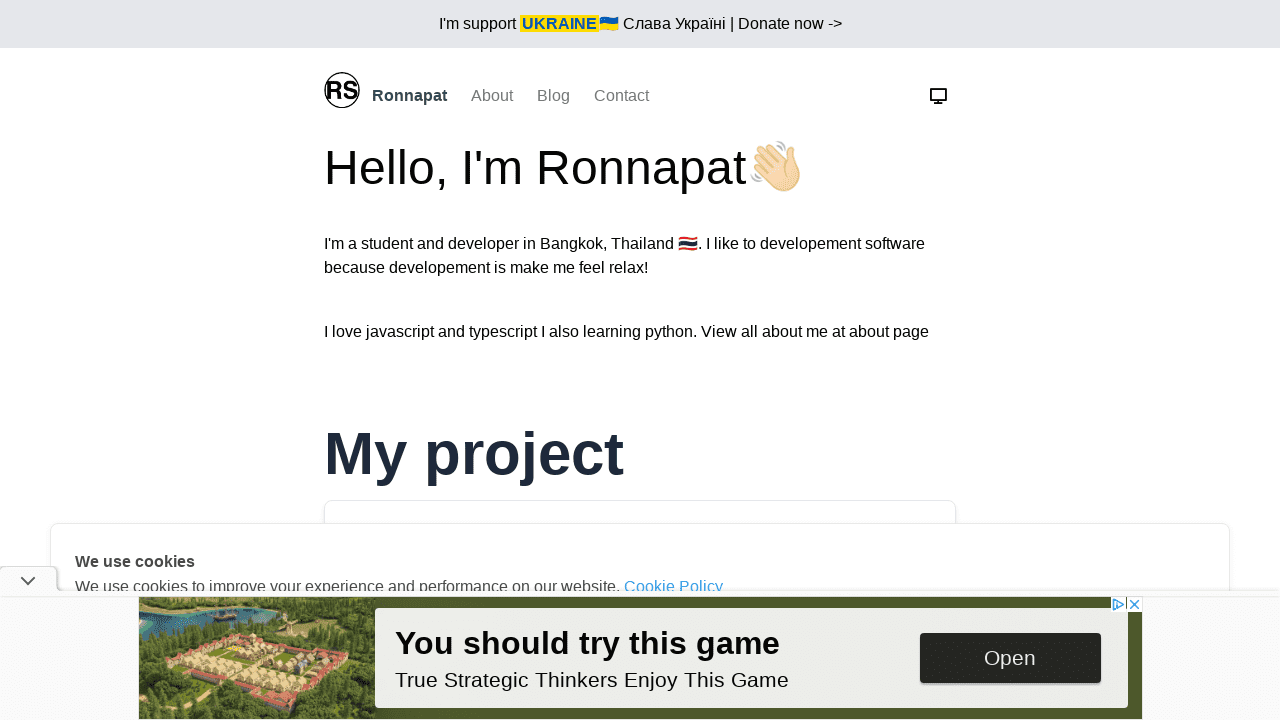 I'm support UKRAINE🇺🇦 Слава Україні | Donate now ->
RS Ronnapat About Blog Contact
Hello, I'm Ronnapat👋🏼
I'm a student and developer in Bangkok, Thailand 🇹🇭. I like to developement software
because developement is make me feel relax!
I love javascript and typescript I also learning python. View all about me at about page
My project
We use cookies
We use cookies to improve your experience and performance on our website. Cookie Policy
You should try this game
True Strategic Thinkers Enjoy This Game
Open